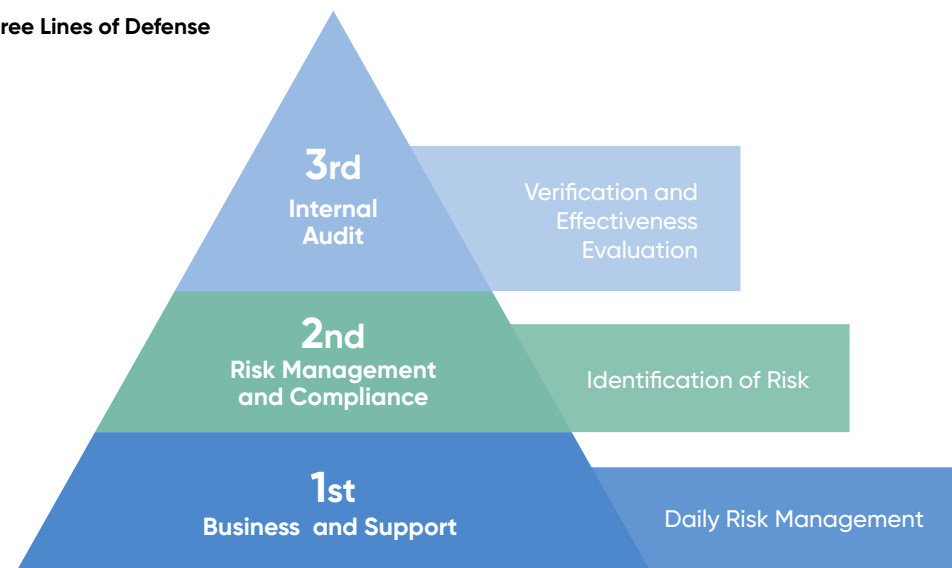 ree Lines of Defense
3rd
Internal
Audit
Verification and
Effectiveness
Evaluation
2nd
Risk Management
and Compliance
Identification of Risk
1st
Business and Support
Daily Risk Management